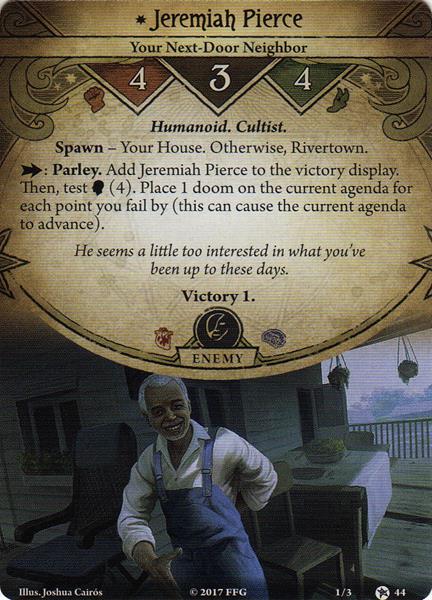 Jeremiah Pierce
Your Next-Door Neighbor
4 3 4
Humanoid. Cultist.
Spawn – Your House. Otherwise, Rivertown.
: Parley. Add Jeremiah Pierce to the victory display.
Then, test (4). Place 1 doom on the current agenda for
each point you fail by (this can cause the current agenda
to advance).
He seems a little too interested in what you've
been up to these days.
Victory 1.
ENEMY
Illus. Joshua Cairós © 2017 FFG 1/3 44